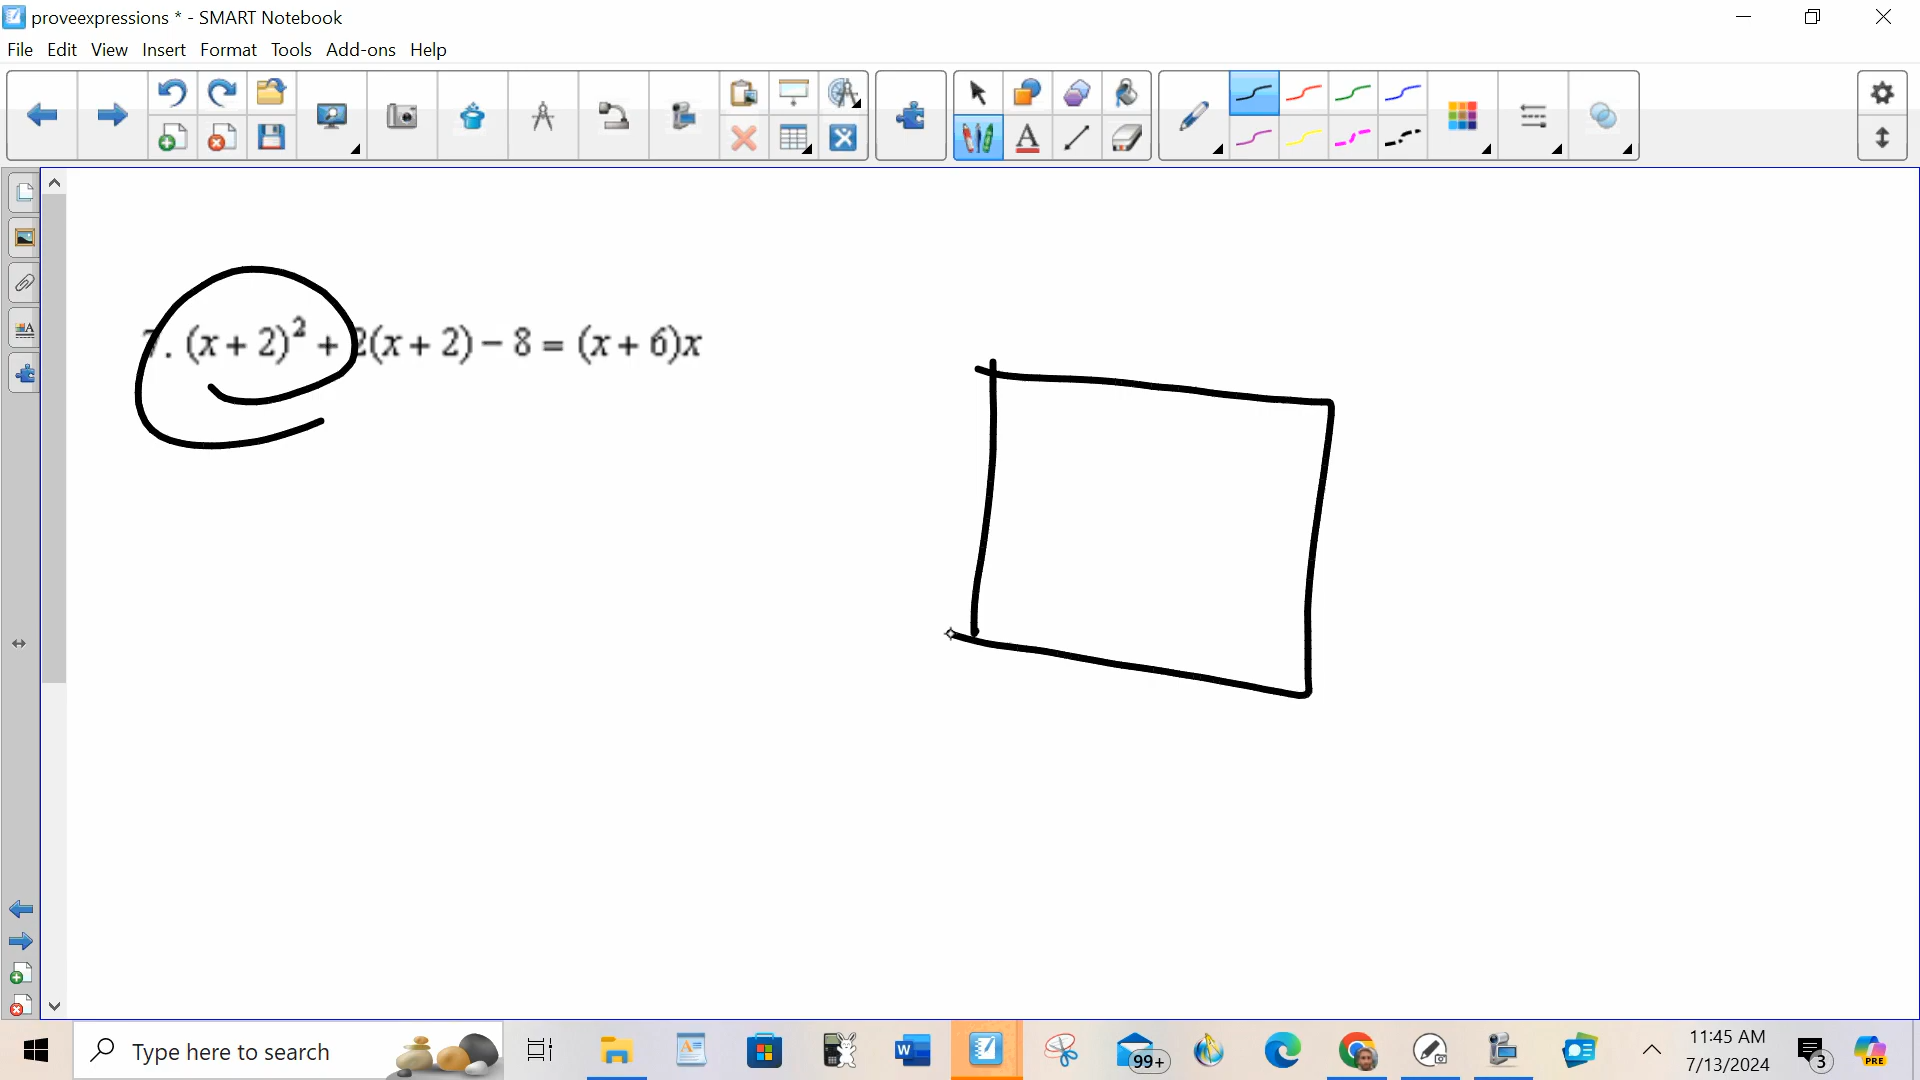 proveexpressions * - SMART Notebook
File Edit View Insert Format Tools Add-ons Help
7. (x + 2)² + 2(x + 2) − 8 = (x + 6)x
Type here to search
99+
11:45 AM
7/13/2024
3
PRE